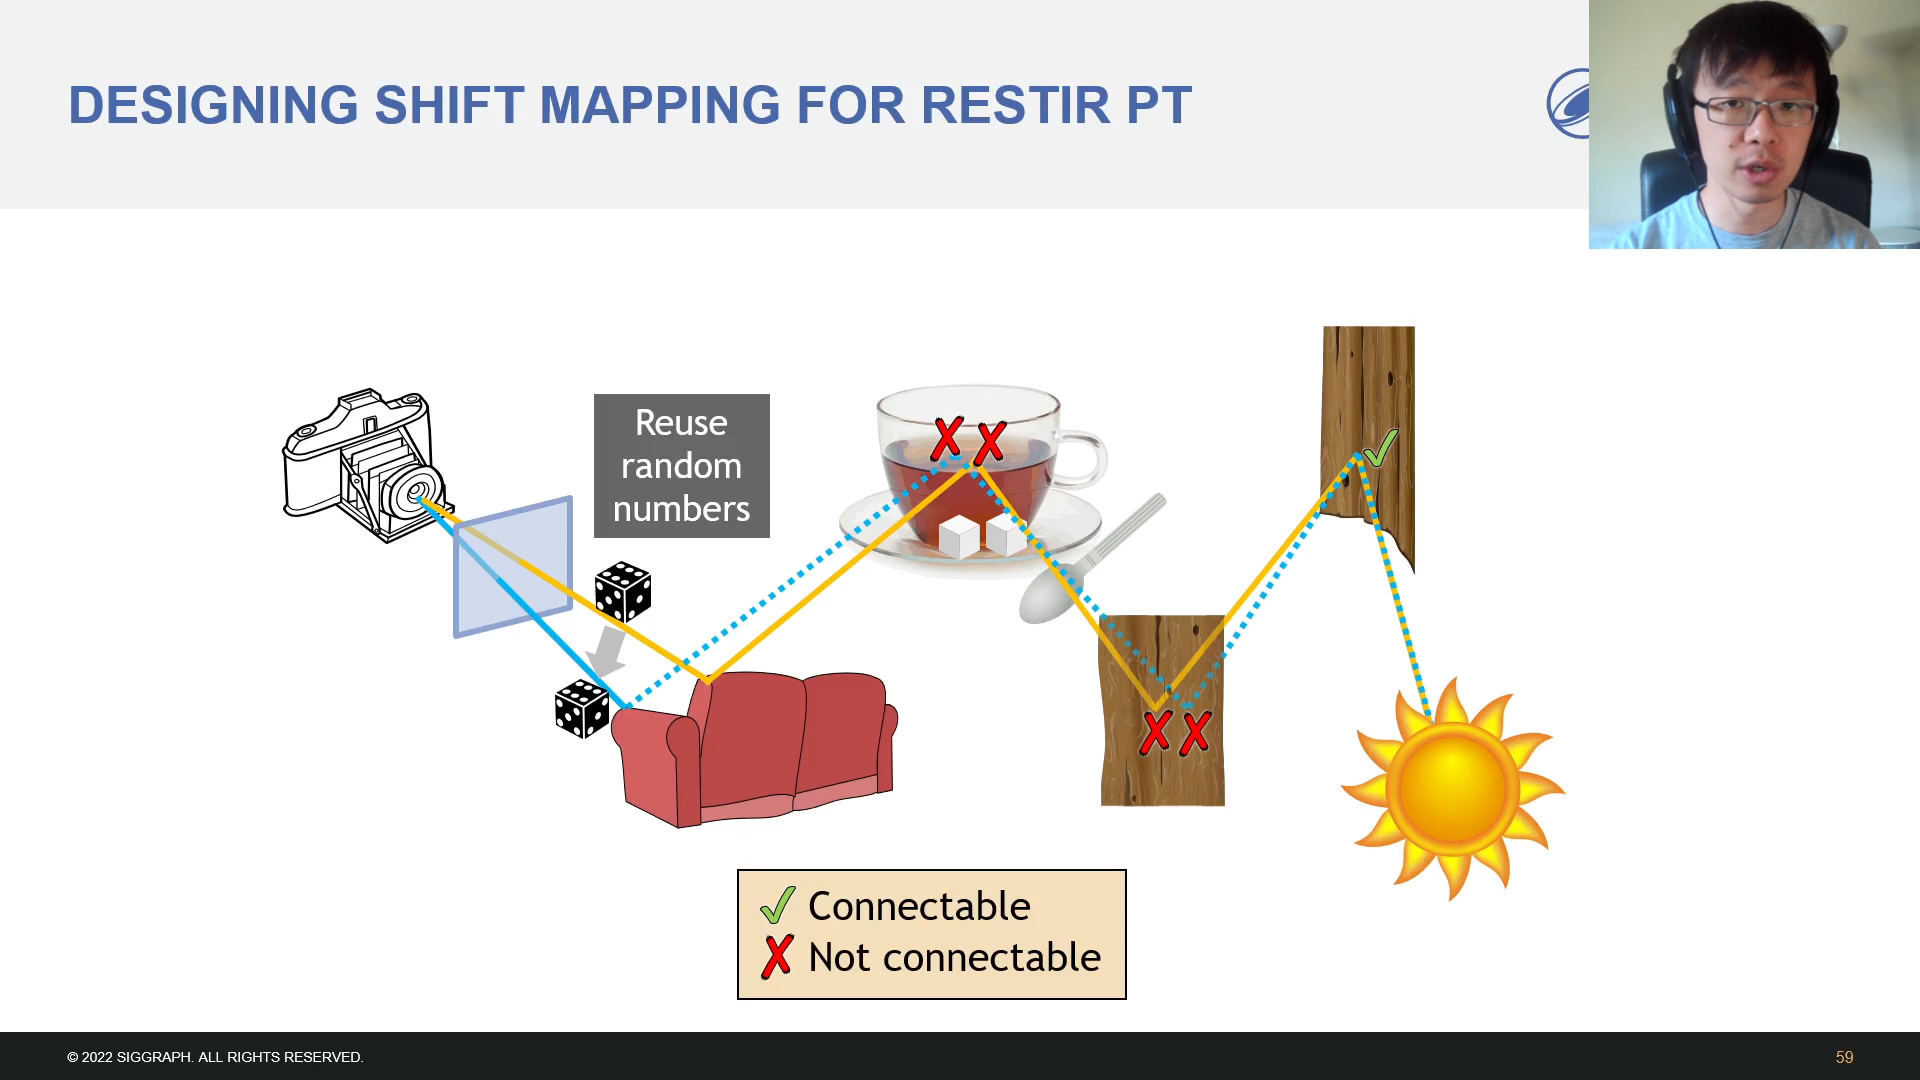 DESIGNING SHIFT MAPPING FOR RESTIR PT
Reuse
random
numbers
Connectable
Not connectable
© 2022 SIGGRAPH. ALL RIGHTS RESERVED.
59